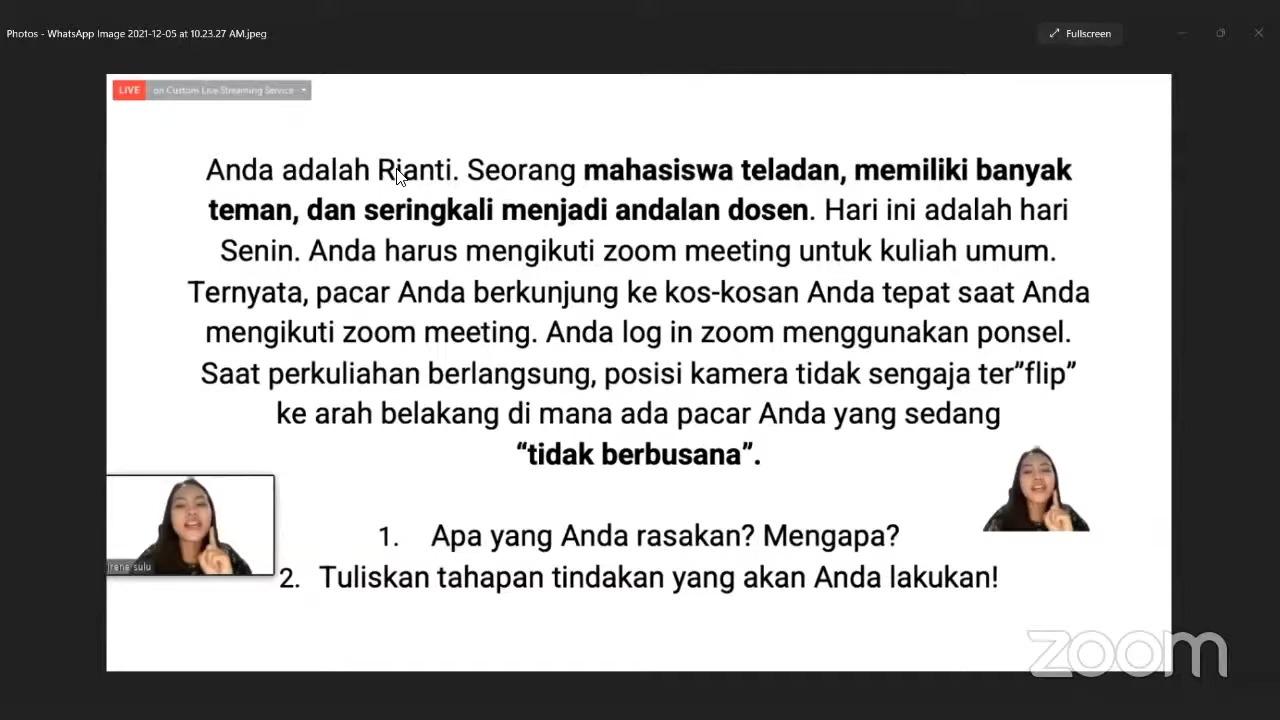 Photos - WhatsApp Image 2021-12-05 at 10.23.27 AM.jpeg
Fullscreen
LIVE on Custom Live Streaming Service
Anda adalah Rianti. Seorang mahasiswa teladan, memiliki banyak
teman, dan seringkali menjadi andalan dosen. Hari ini adalah hari
Senin. Anda harus mengikuti zoom meeting untuk kuliah umum.
Ternyata, pacar Anda berkunjung ke kos-kosan Anda tepat saat Anda
mengikuti zoom meeting. Anda log in zoom menggunakan ponsel.
Saat perkuliahan berlangsung, posisi kamera tidak sengaja ter”flip”
ke arah belakang di mana ada pacar Anda yang sedang
“tidak berbusana”.
1. Apa yang Anda rasakan? Mengapa?
2. Tuliskan tahapan tindakan yang akan Anda lakukan!
irene sulu
zoom